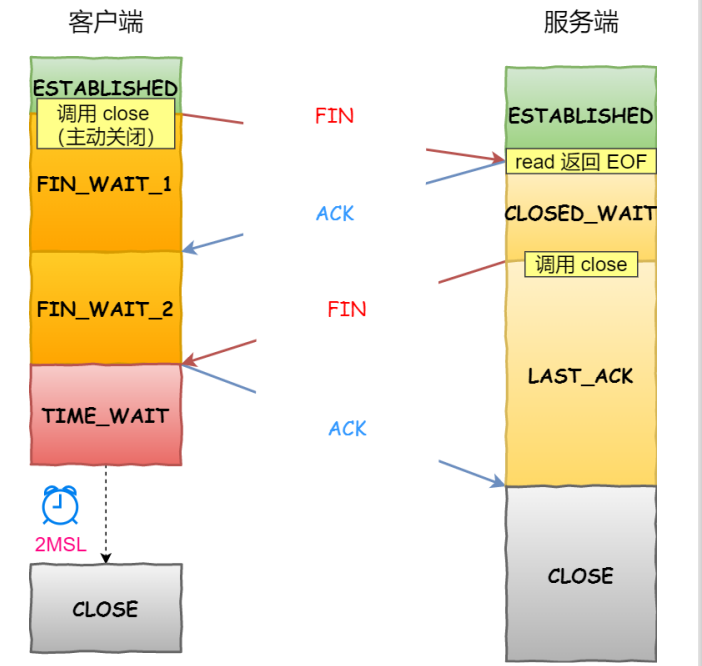 客户端
服务端
ESTABLISHED
调用 close
（主动关闭）
FIN
ESTABLISHED
read 返回 EOF
FIN_WAIT_1
ACK
CLOSED_WAIT
调用 close
FIN_WAIT_2
FIN
LAST_ACK
TIME_WAIT
ACK
2MSL
CLOSE
CLOSE